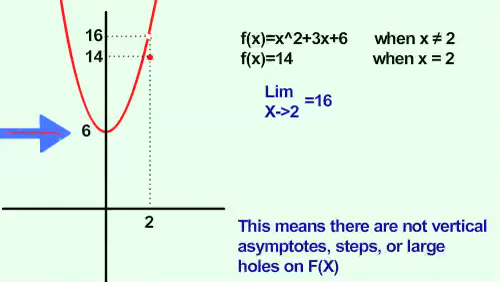 16
14
6
2
f(x)=x^2+3x+6 when x ≠ 2
f(x)=14 when x = 2
Lim
X->2 =16
This means there are not vertical
asymptotes, steps, or large
holes on F(X)